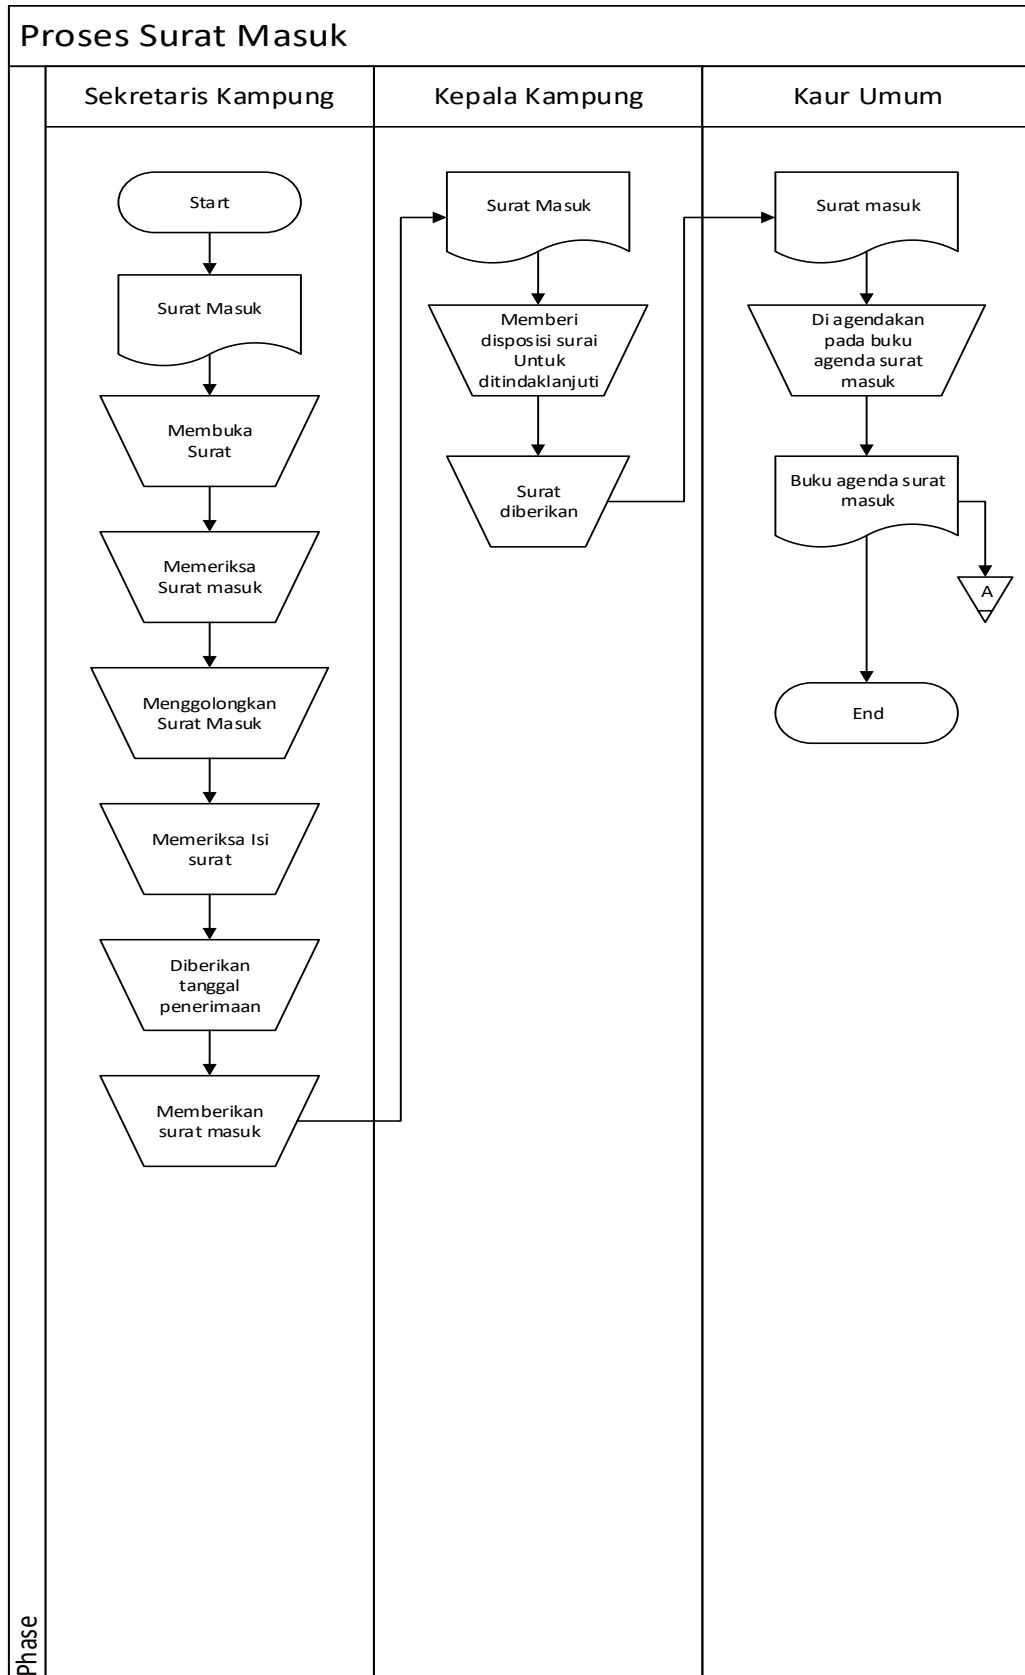 Proses Surat Masuk
Sekretaris Kampung
Kepala Kampung
Kaur Umum
Start
Surat Masuk
Membuka
Surat
Memeriksa
Surat masuk
Menggolongkan
Surat Masuk
Memeriksa Isi
surat
Diberikan
tanggal
penerimaan
Memberikan
surat masuk
Surat Masuk
Memberi
disposisi surai
Untuk
ditindaklanjuti
Surat
diberikan
Surat masuk
Di agendakan
pada buku
agenda surat
masuk
Buku agenda surat
masuk
A
End
Phase